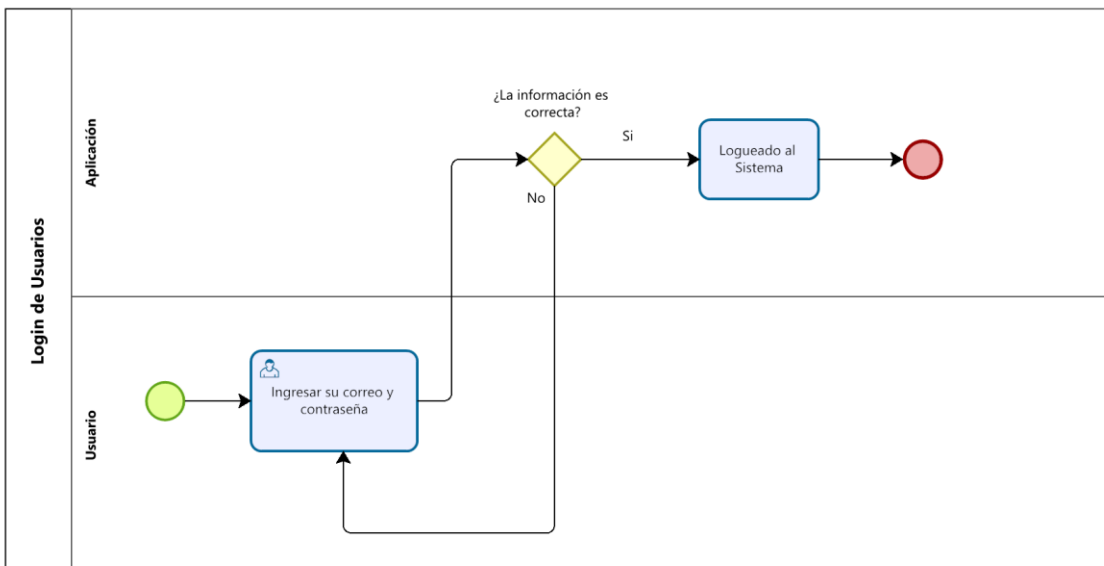 Login de Usuarios
Aplicación
¿La información es
correcta?
Si
No
Logueado al
Sistema
Usuario
Ingresar su correo y
contraseña